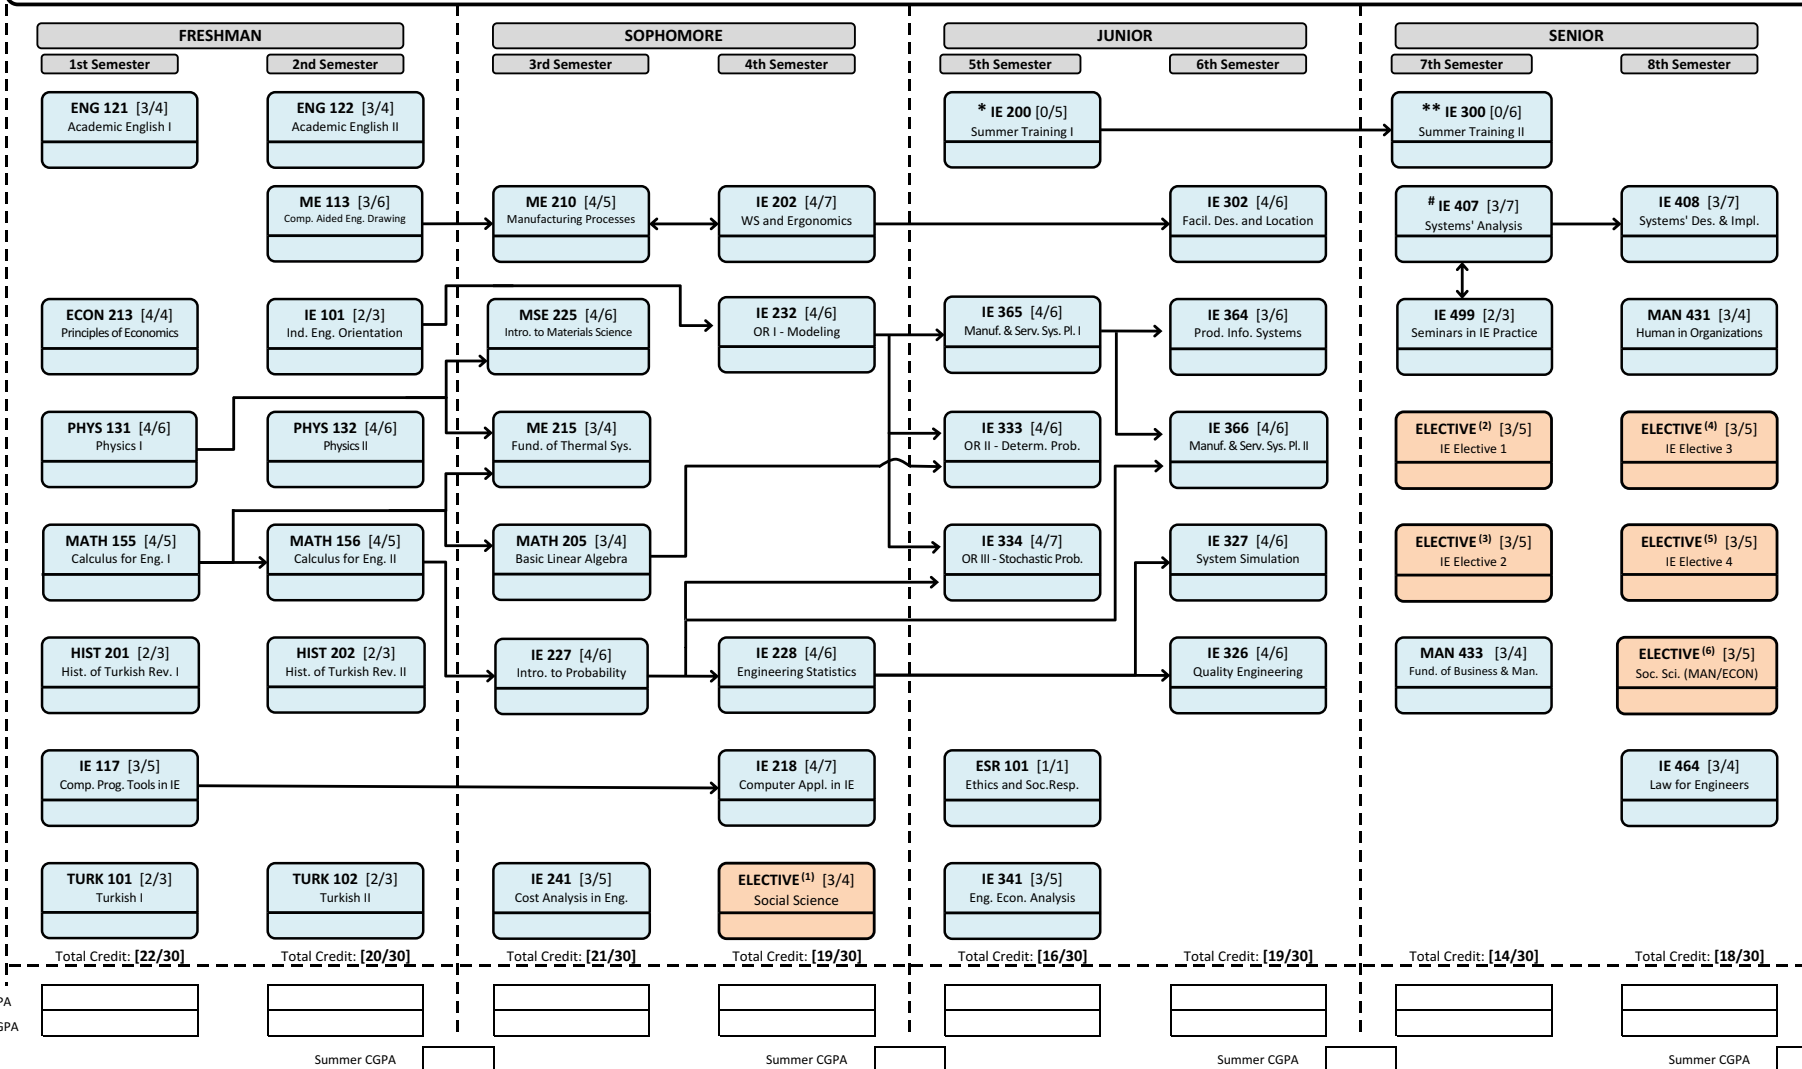 FRESHMAN
SOPHOMORE
JUNIOR
SENIOR
1st Semester
2nd Semester
3rd Semester
4th Semester
5th Semester
6th Semester
7th Semester
8th Semester
ENG 121 [3/4]
Academic English I
ENG 122 [3/4]
Academic English II
* IE 200 [0/5]
Summer Training I
** IE 300 [0/6]
Summer Training II
ME 113 [3/6]
Comp. Aided Eng. Drawing
ME 210 [4/5]
Manufacturing Processes
IE 202 [4/7]
WS and Ergonomics
IE 302 [4/6]
Facil. Des. and Location
# IE 407 [3/7]
Systems' Analysis
IE 408 [3/7]
Systems' Des. & Impl.
ECON 213 [4/4]
Principles of Economics
IE 101 [2/3]
Ind. Eng. Orientation
MSE 225 [4/6]
Intro. to Materials Science
IE 232 [4/6]
OR I - Modeling
IE 365 [4/6]
Manuf. & Serv. Sys. Pl. I
IE 364 [3/6]
Prod. Info. Systems
IE 499 [2/3]
Seminars in IE Practice
MAN 431 [3/4]
Human in Organizations
PHYS 131 [4/6]
Physics I
PHYS 132 [4/6]
Physics II
ME 215 [3/4]
Fund. of Thermal Sys.
IE 333 [4/6]
OR II - Determ. Prob.
IE 366 [4/6]
Manuf. & Serv. Sys. Pl. II
ELECTIVE (2) [3/5]
IE Elective 1
ELECTIVE (4) [3/5]
IE Elective 3
MATH 155 [4/5]
Calculus for Eng. I
MATH 156 [4/5]
Calculus for Eng. II
MATH 205 [3/4]
Basic Linear Algebra
IE 334 [4/7]
OR III - Stochastic Prob.
IE 327 [4/6]
System Simulation
ELECTIVE (3) [3/5]
IE Elective 2
ELECTIVE (5) [3/5]
IE Elective 4
HIST 201 [2/3]
Hist. of Turkish Rev. I
HIST 202 [2/3]
Hist. of Turkish Rev. II
IE 227 [4/6]
Intro. to Probability
IE 228 [4/6]
Engineering Statistics
IE 326 [4/6]
Quality Engineering
MAN 433 [3/4]
Fund. of Business & Man.
ELECTIVE (6) [3/5]
Soc. Sci. (MAN/ECON)
IE 117 [3/5]
Comp. Prog. Tools in IE
IE 218 [4/7]
Computer Appl. in IE
ESR 101 [1/1]
Ethics and Soc.Resp.
IE 464 [3/4]
Law for Engineers
TURK 101 [2/3]
Turkish I
TURK 102 [2/3]
Turkish II
IE 241 [3/5]
Cost Analysis in Eng.
ELECTIVE (1) [3/4]
Social Science
IE 341 [3/5]
Eng. Econ. Analysis
Total Credit: [22/30]
Total Credit: [20/30]
Total Credit: [21/30]
Total Credit: [19/30]
Total Credit: [16/30]
Total Credit: [19/30]
Total Credit: [14/30]
Total Credit: [18/30]
PA
GPA
Summer CGPA
Summer CGPA
Summer CGPA
Summer CGPA